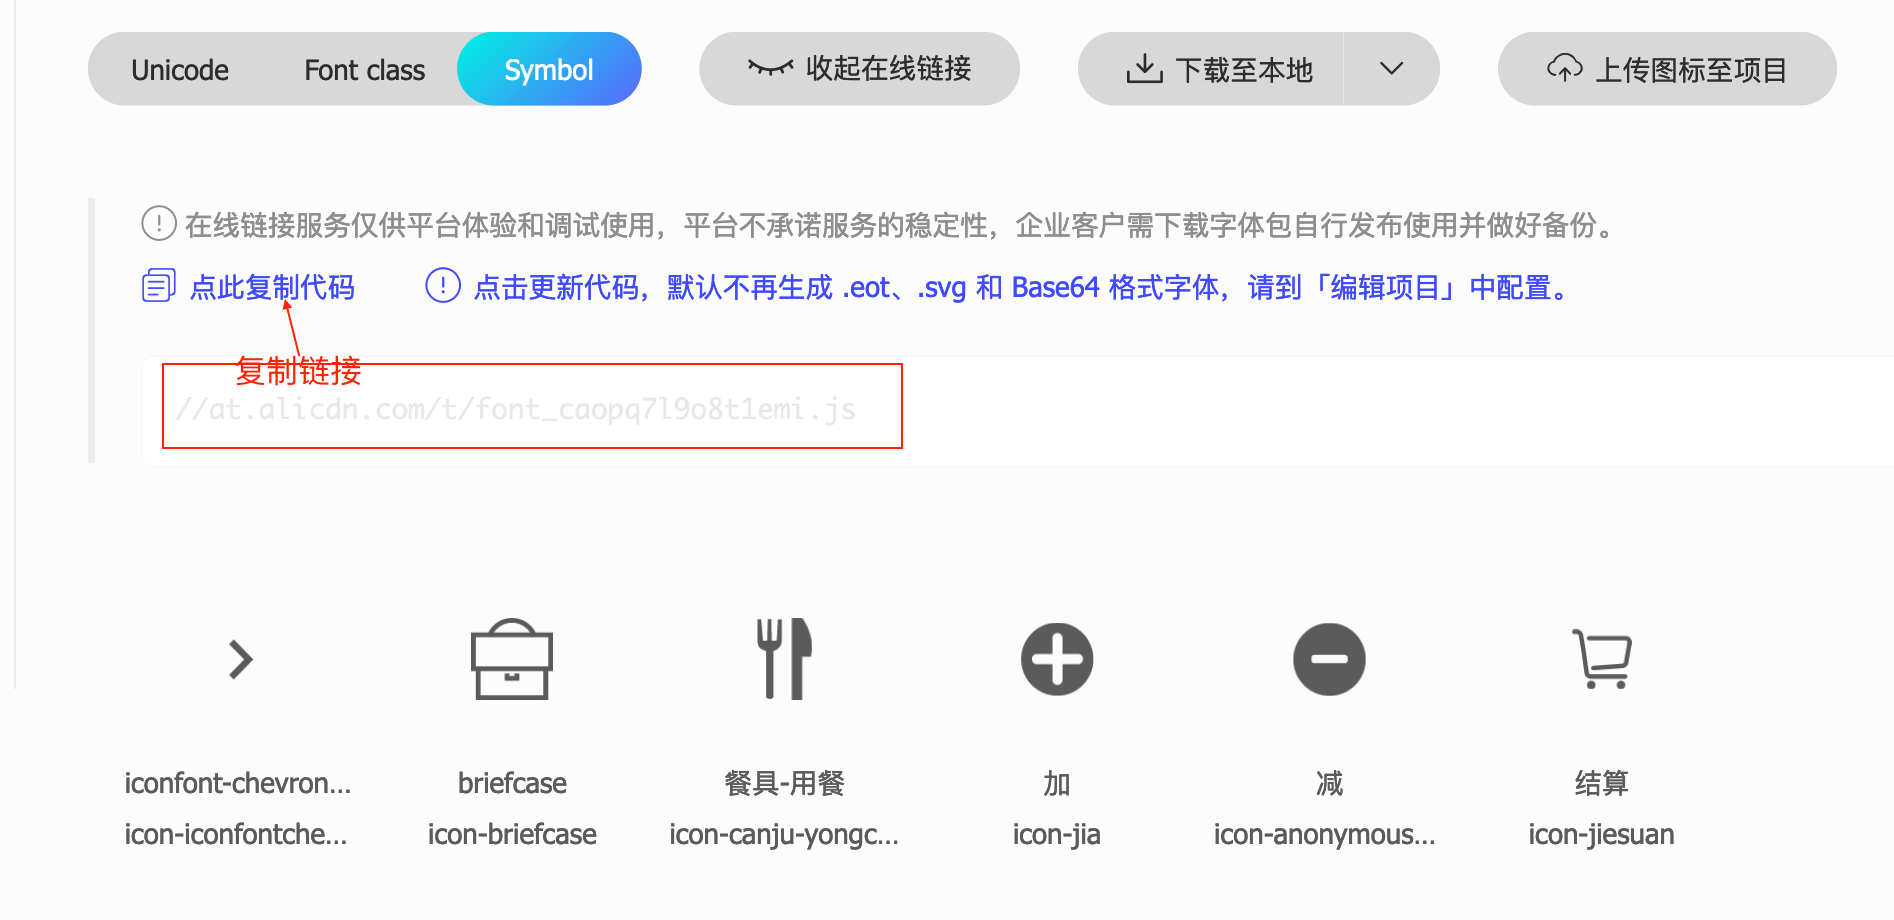 Unicode Font class Symbol 收起在线链接 下载至本地 上传图标至项目
在线链接服务仅供平台体验和调试使用，平台不承诺服务的稳定性，企业客户需下载字体包自行发布使用并做好备份。
点此复制代码 点击更新代码，默认不再生成 .eot、.svg 和 Base64 格式字体，请到「编辑项目」中配置。
复制链接
//at.alicdn.com/t/font_caopq7l9o8t1emi.js
iconfont-chevron... briefcase 餐具-用餐 加 减 结算
icon-iconfontche... icon-briefcase icon-canju-yongc... icon-jia icon-anonymous... icon-jiesuan